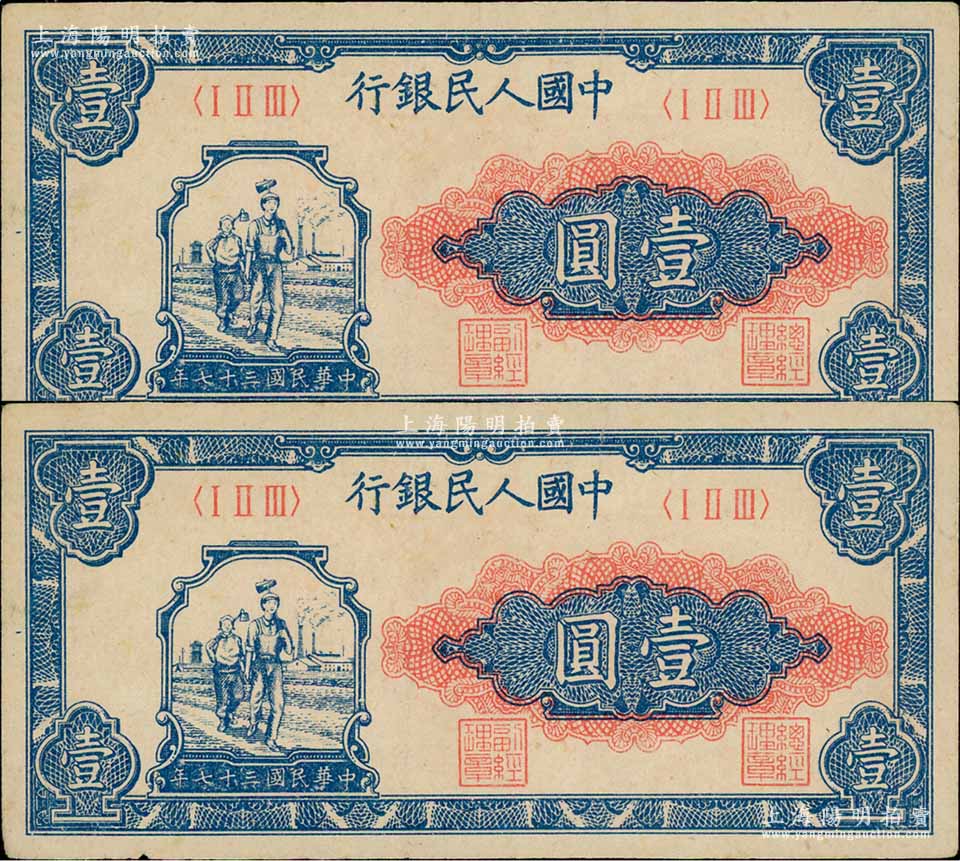 上海陽明拍賣
www.yangmingauction.com
壹
壹
〈I II III〉
中國人民銀行
〈I II III〉
壹圓
中華民國三十七年
副經理章
總經理章
壹
壹
上海陽明拍賣
www.yangmingauction.com
壹
壹
〈I II III〉
中國人民銀行
〈I II III〉
壹圓
中華民國三十七年
副經理章
總經理章
壹
壹
上海陽明拍賣
www.yangmingauction.com